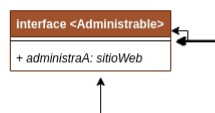 interface <Administrable>
+ administraA: sitioWeb